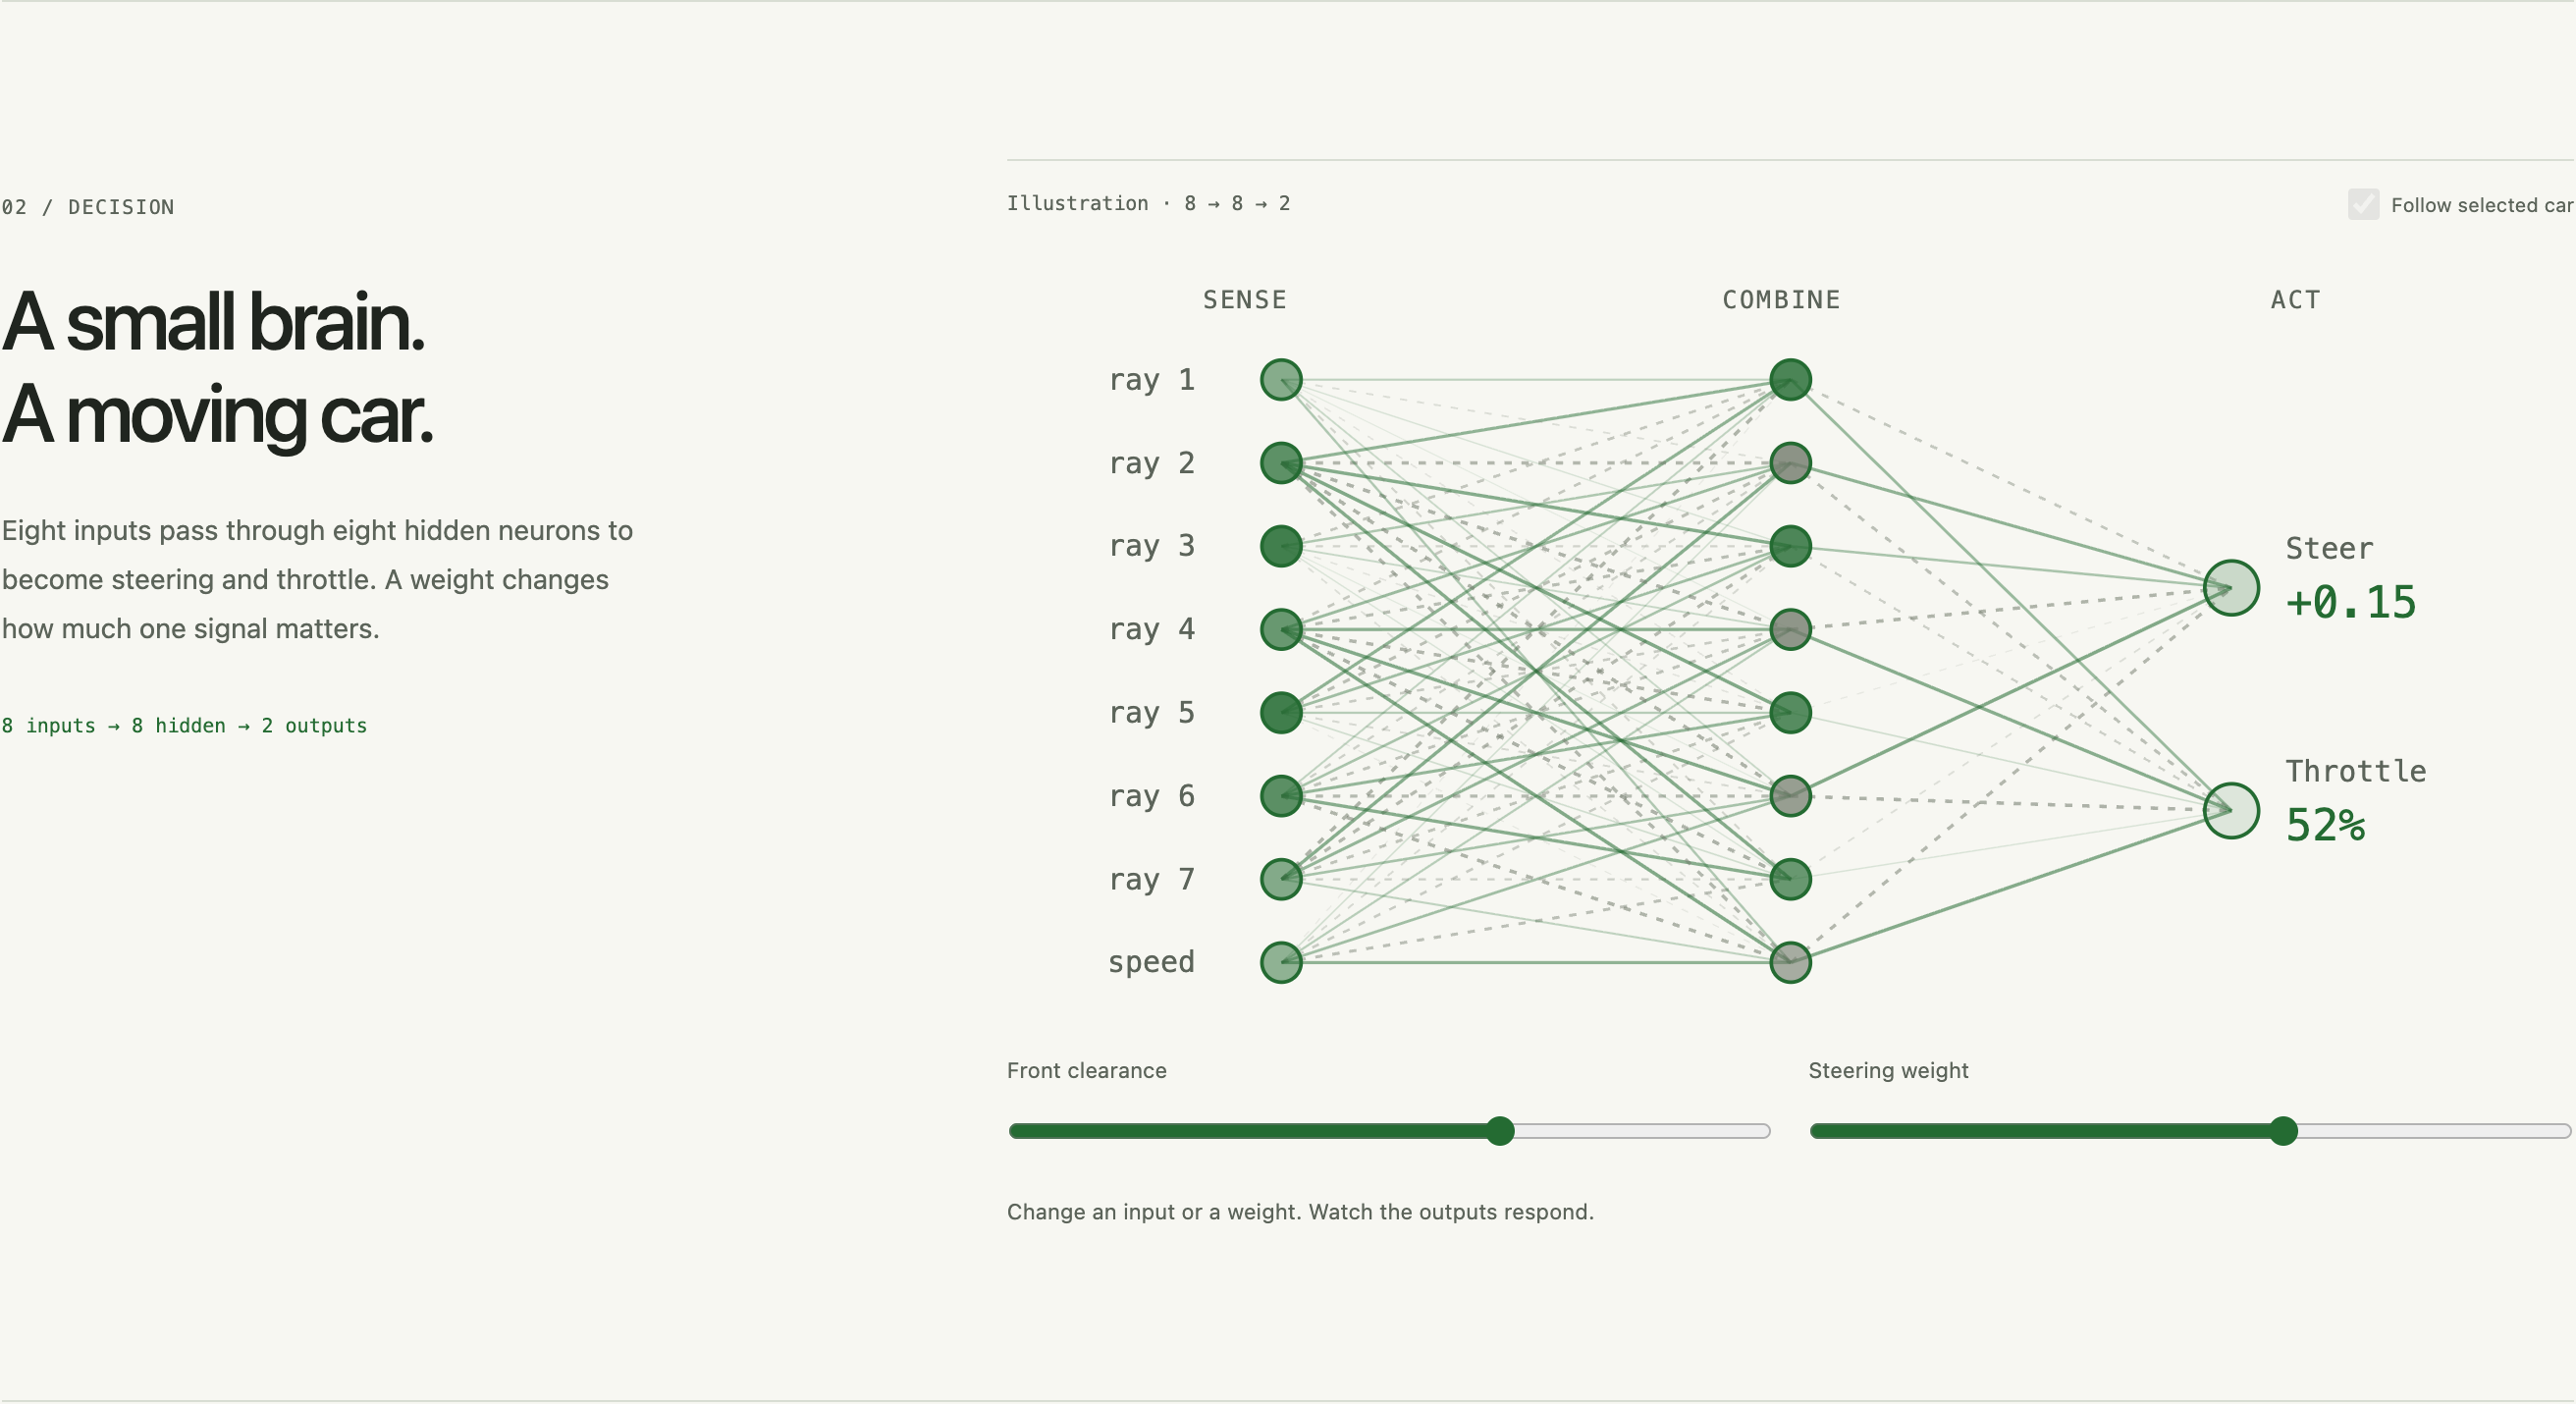 02 / DECISION
A small brain.
A moving car.
Eight inputs pass through eight hidden neurons to
become steering and throttle. A weight changes
how much one signal matters.
8 inputs → 8 hidden → 2 outputs
Illustration · 8 → 8 → 2
Follow selected car
SENSE
COMBINE
ACT
ray 1
ray 2
ray 3
ray 4
ray 5
ray 6
ray 7
speed
Steer
+0.15
Throttle
52%
Front clearance
Steering weight
Change an input or a weight. Watch the outputs respond.